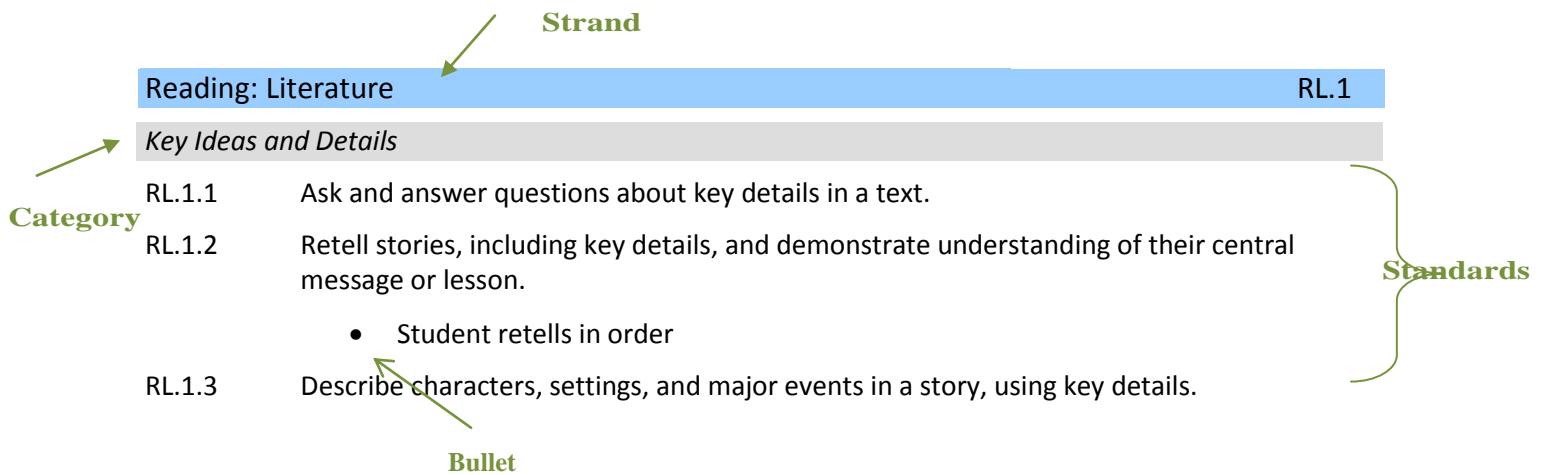 Strand
Reading: Literature RL.1
Key Ideas and Details
RL.1.1 Ask and answer questions about key details in a text.
Category
RL.1.2 Retell stories, including key details, and demonstrate understanding of their central
message or lesson.
Standards
• Student retells in order
RL.1.3 Describe characters, settings, and major events in a story, using key details.
Bullet